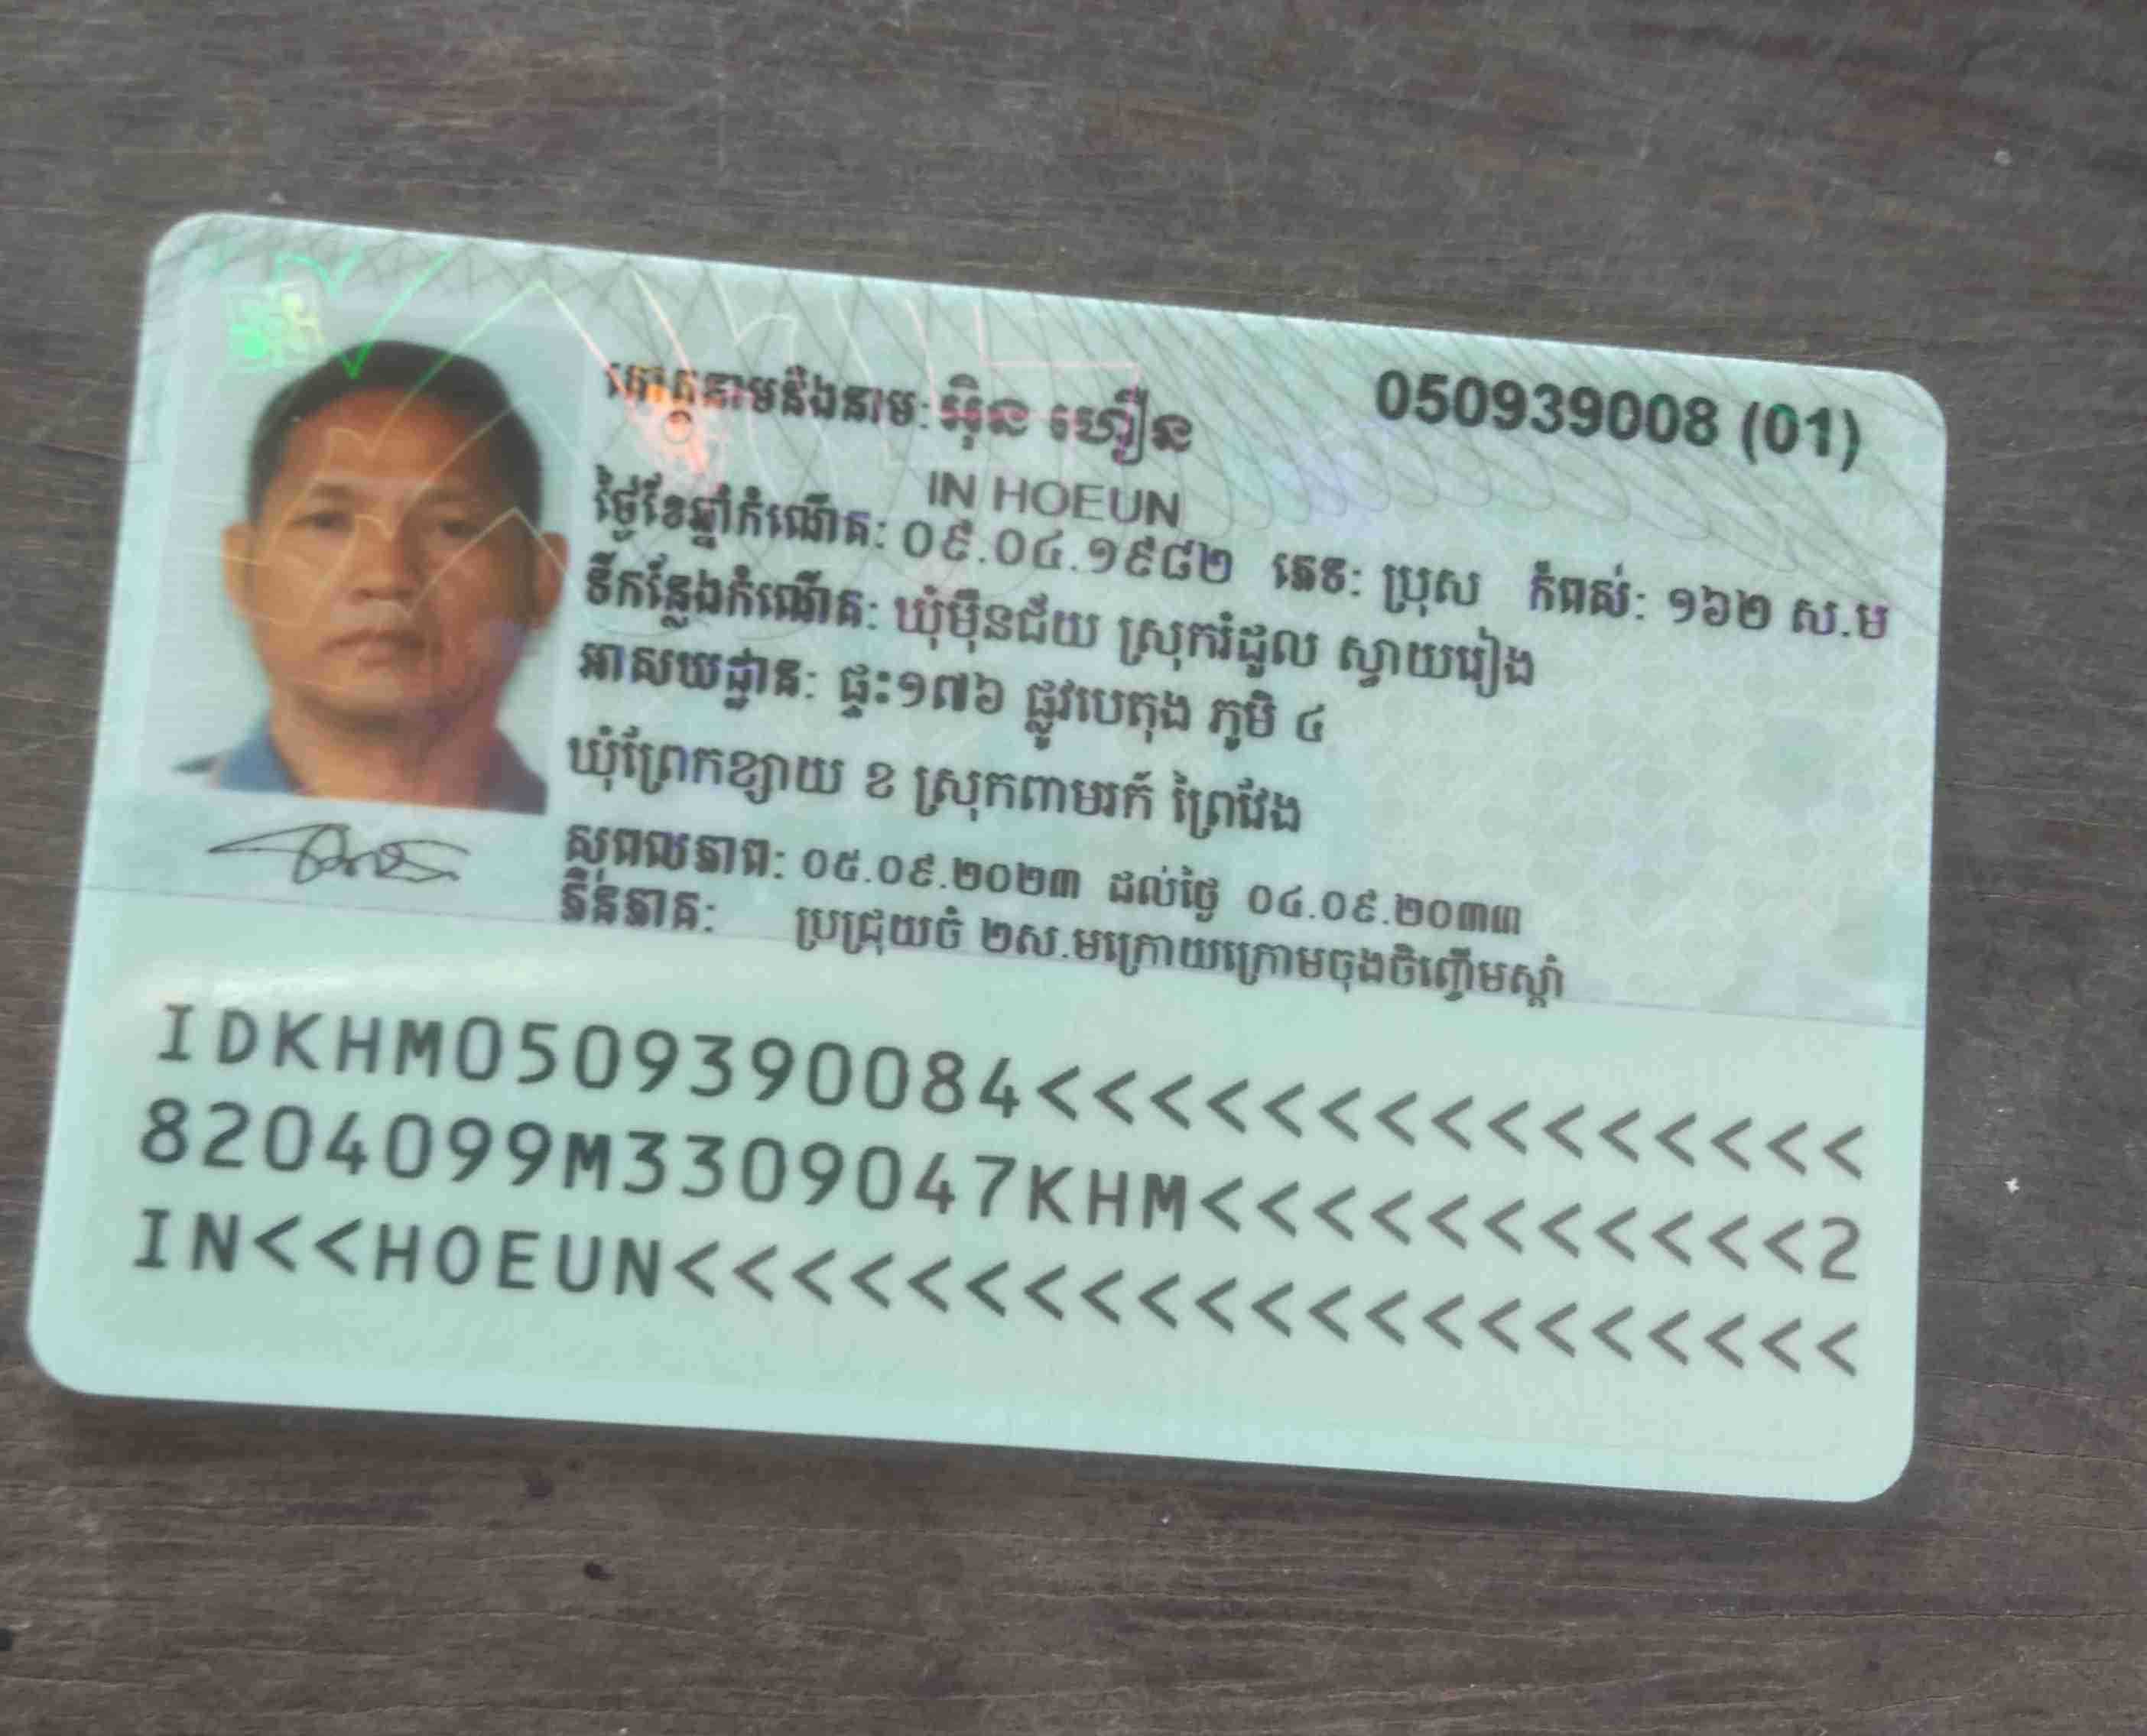 គោត្តនាមនិងនាម: អ៊ិន ហឿន
050939008 (01)
IN HOEUN
ថ្ងៃខែឆ្នាំកំណើត: ០៩.០៤.១៩៨២ ភេទ: ប្រុស កំពស់: ១៦២ ស.ម
ទីកន្លែងកំណើត: ឃុំម៉ឺនជ័យ ស្រុករំដួល ស្វាយរៀង
អាសយដ្ឋាន: ផ្ទះ១៧៦ ផ្លូវបេតុង ភូមិ ៤
ឃុំព្រែកខ្សាយ ខ ស្រុកពាមរក៍ ព្រៃវែង
សុពលភាព: ០៥.០៩.២០២៣ ដល់ថ្ងៃ ០៤.០៩.២០៣៣
ទិន្នភាគ: ប្រជ្រុយចំ ២ស.មក្រោយក្រោមចុងចិញ្ចើមស្តាំ
IDKHM0509390084<<<<<<<<<<<<<<<
8204099M3309047KHM<<<<<<<<<<<2
IN<<HOEUN<<<<<<<<<<<<<<<<<<<<<